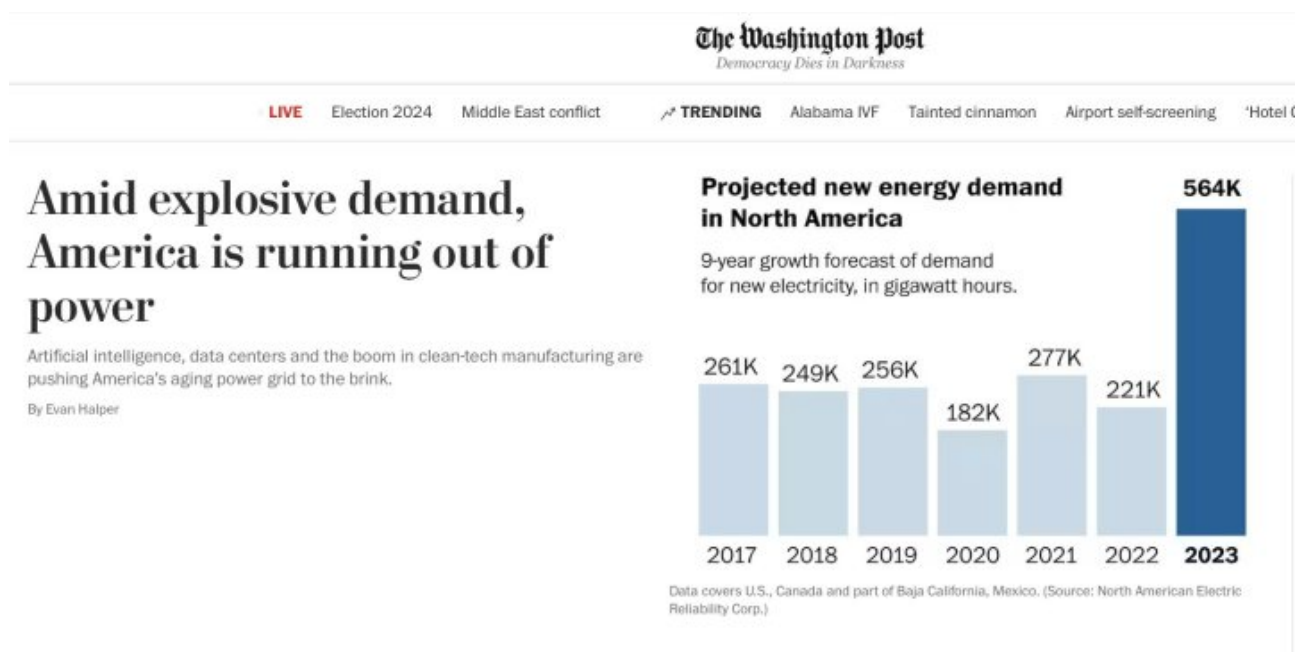 The Washington Post
Democracy Dies in Darkness
LIVE Election 2024 Middle East conflict TRENDING Alabama IVF Tainted cinnamon Airport self-screening 'Hotel
Amid explosive demand,
America is running out of
power
Artificial intelligence, data centers and the boom in clean-tech manufacturing are
pushing America's aging power grid to the brink.
By Evan Halper
Projected new energy demand
in North America
9-year growth forecast of demand
for new electricity, in gigawatt hours.
261K 249K 256K 182K 277K 221K 564K
2017 2018 2019 2020 2021 2022 2023
Data covers U.S., Canada and part of Baja California, Mexico. (Source: North American Electric
Reliability Corp.)